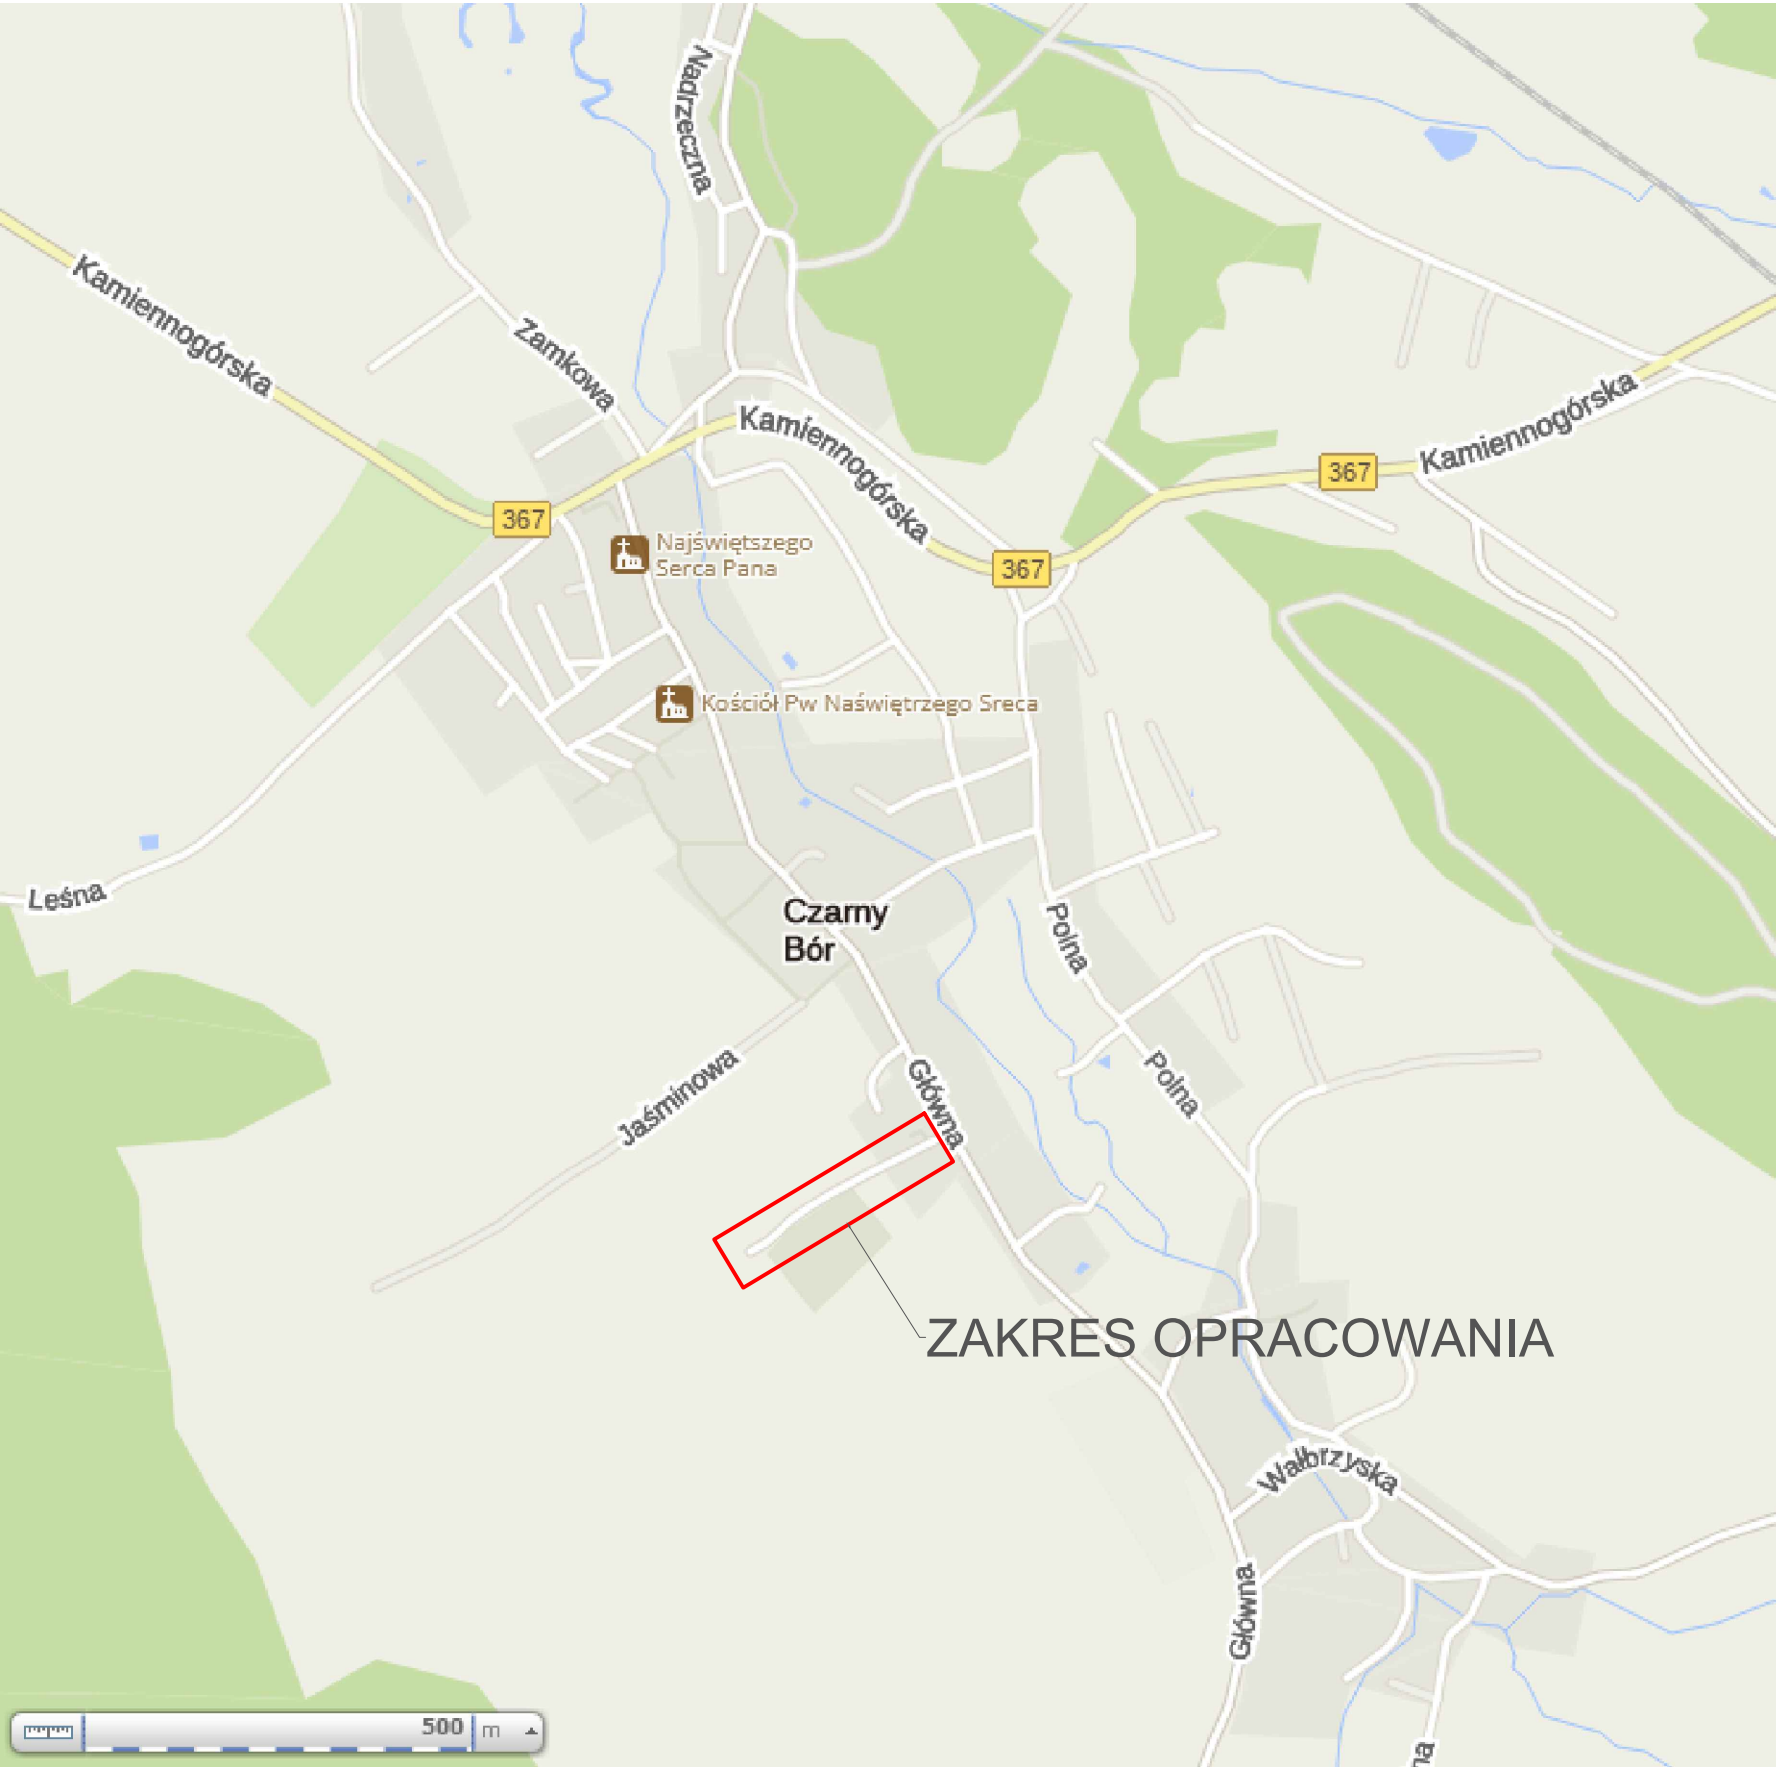 Nadrzeczna
Kamiennogórska
Zamkowa
Kamiennogórska
Kamiennogórska
367
367
Najświętszego
Serca Pana
367
Kościół Pw Naświętrzego Sreca
Leśna
Czarny
Bór
Polna
Jaśminowa
Główna
Polna
ZAKRES OPRACOWANIA
Wałbrzyska
Główna
500 m
na